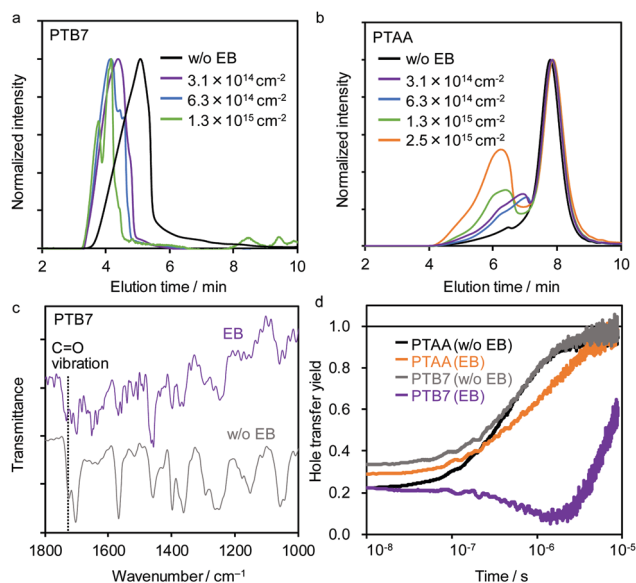 a
PTB7
w/o EB
3.1 × 10¹⁴ cm⁻²
6.3 × 10¹⁴ cm⁻²
1.3 × 10¹⁵ cm⁻²
Normalized intensity
2 4 6 8 10
Elution time / min
b
PTAA
w/o EB
3.1 × 10¹⁴ cm⁻²
6.3 × 10¹⁴ cm⁻²
1.3 × 10¹⁵ cm⁻²
2.5 × 10¹⁵ cm⁻²
Normalized intensity
2 4 6 8 10
Elution time / min
c
PTB7
EB
C=O
vibration
w/o EB
Transmittance
1800 1600 1400 1200 1000
Wavenumber / cm⁻¹
d
1.0
0.8
0.6
0.4
0.2
0.0
PTAA (w/o EB)
PTAA (EB)
PTB7 (w/o EB)
PTB7 (EB)
Hole transfer yield
10⁻⁸ 10⁻⁷ 10⁻⁶ 10⁻⁵
Time / s